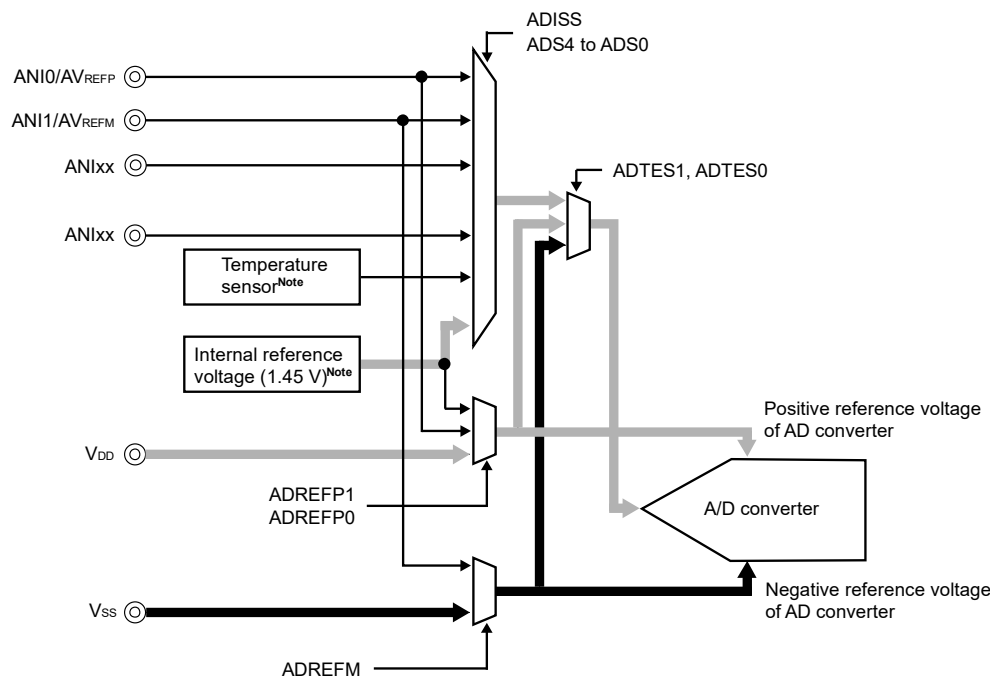 ADISS
ADS4 to ADS0
ANI0/AVREFP
ANI1/AVREFM
ANIxx
ADTES1, ADTES0
ANIxx
Temperature
sensorNote
Internal reference
voltage (1.45 V)Note
Positive reference voltage
of AD converter
VDD
ADREFP1
ADREFP0
A/D converter
Negative reference voltage
of AD converter
VSS
ADREFM